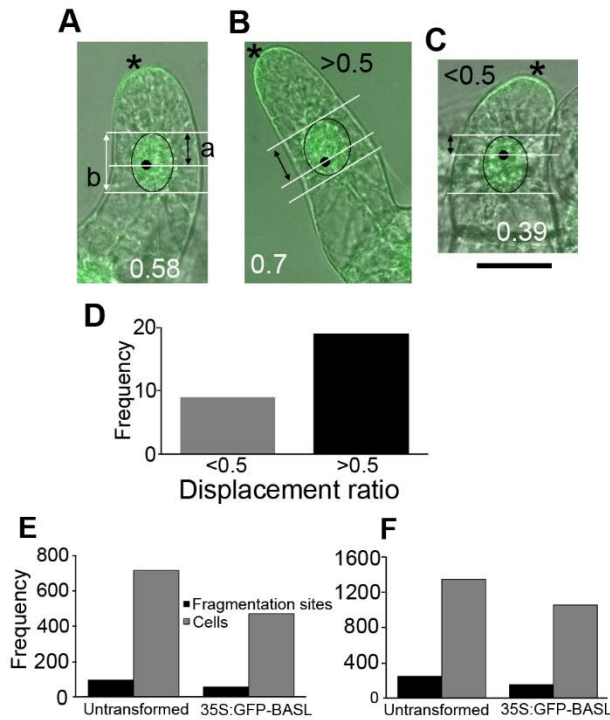 A
*
a
b
0.58
B
*
>0.5
0.7
C
<0.5
*
0.39
D
Frequency
20
10
0
<0.5
>0.5
Displacement ratio
E
Frequency
800
600
400
200
0
Fragmentation sites
Cells
Untransformed
35S:GFP-BASL
F
1600
1200
800
400
0
Untransformed
35S:GFP-BASL